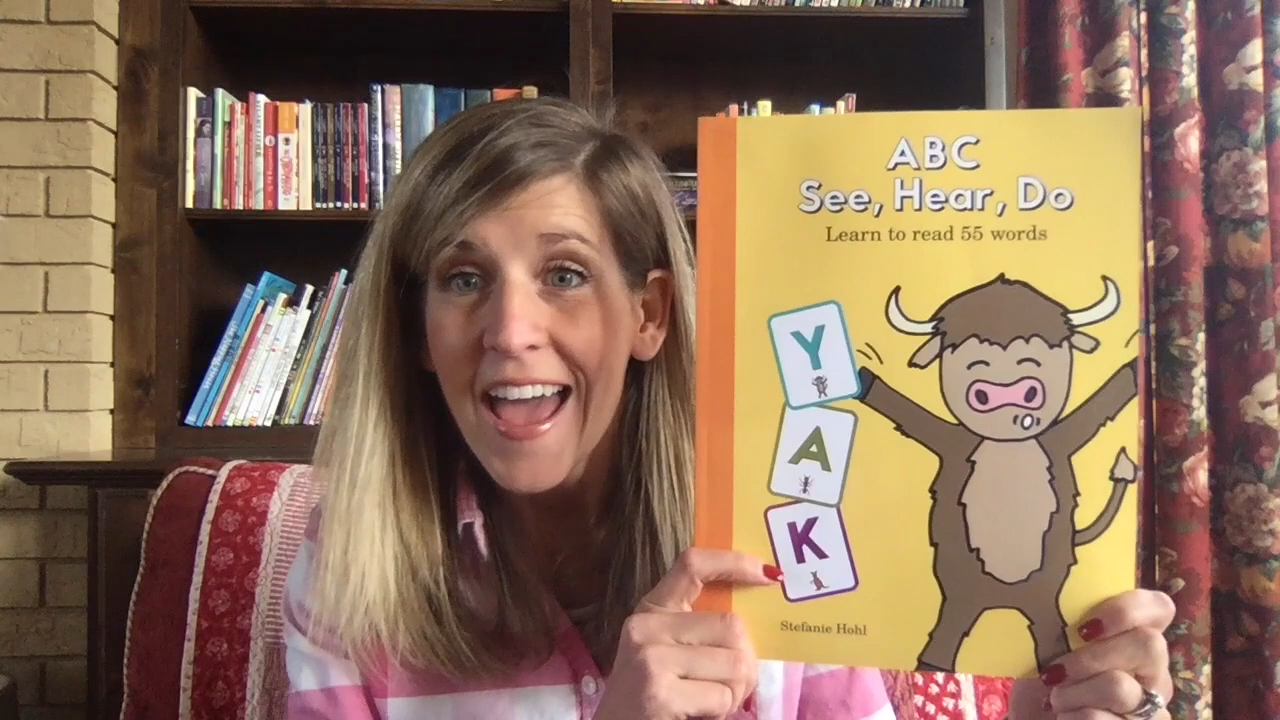 ABC
See, Hear, Do
Learn to read 55 words
Y
A
K
Stefanie Hohl